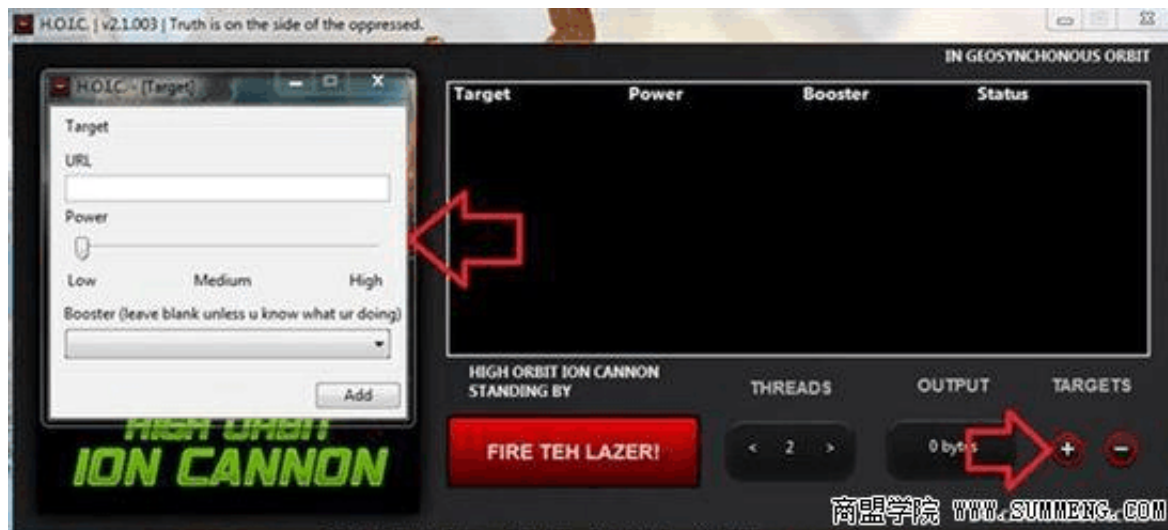 H.O.I.C. | v2.1.003 | Truth is on the side of the oppressed.
IN GEOSYNCHONOUS ORBIT
H.O.I.C. - [Target]
Target
URL
Power
Low Medium High
Booster (leave blank unless u know what ur doing)
Add
Target Power Booster Status
HIGH ORBIT
ION CANNON
HIGH ORBIT ION CANNON
STANDING BY
THREADS
OUTPUT
TARGETS
FIRE TEH LAZER!
< 2 >
0 bytes
+ −
商盟学院 WWW.SUMMENG.COM